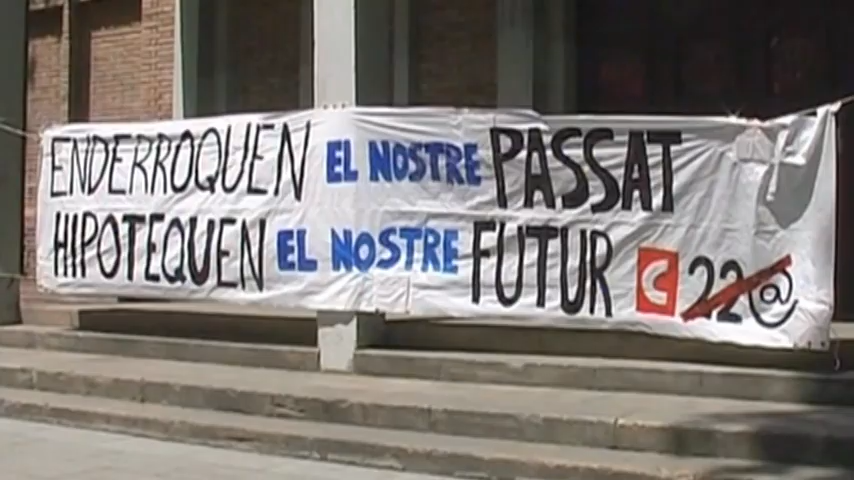 ENDERROQUEN EL NOSTRE PASSAT
HIPOTEQUEN EL NOSTRE FUTUR C 22@